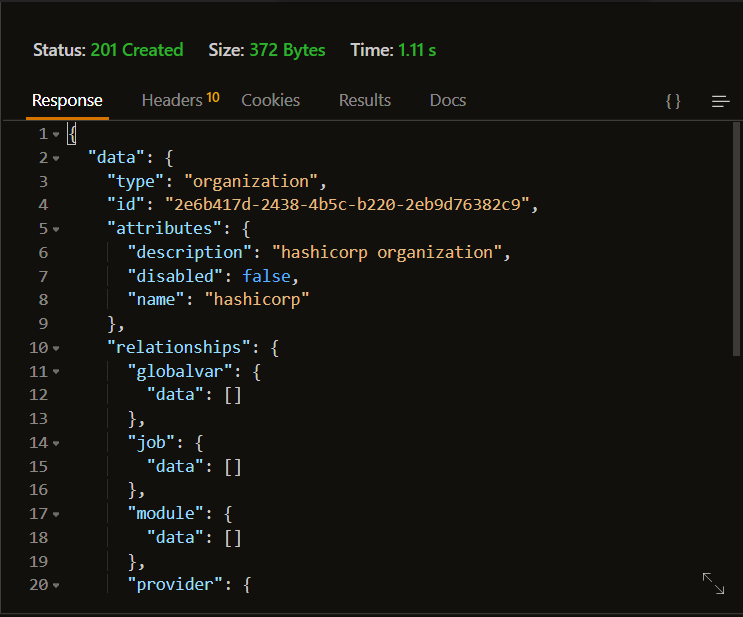 Status: 201 Created Size: 372 Bytes Time: 1.11 s
Response Headers 10 Cookies Results Docs { }
1 {
2 "data": {
3 "type": "organization",
4 "id": "2e6b417d-2438-4b5c-b220-2eb9d76382c9",
5 "attributes": {
6 "description": "hashicorp organization",
7 "disabled": false,
8 "name": "hashicorp"
9 },
10 "relationships": {
11 "globalvar": {
12 "data": []
13 },
14 "job": {
15 "data": []
16 },
17 "module": {
18 "data": []
19 },
20 "provider": {